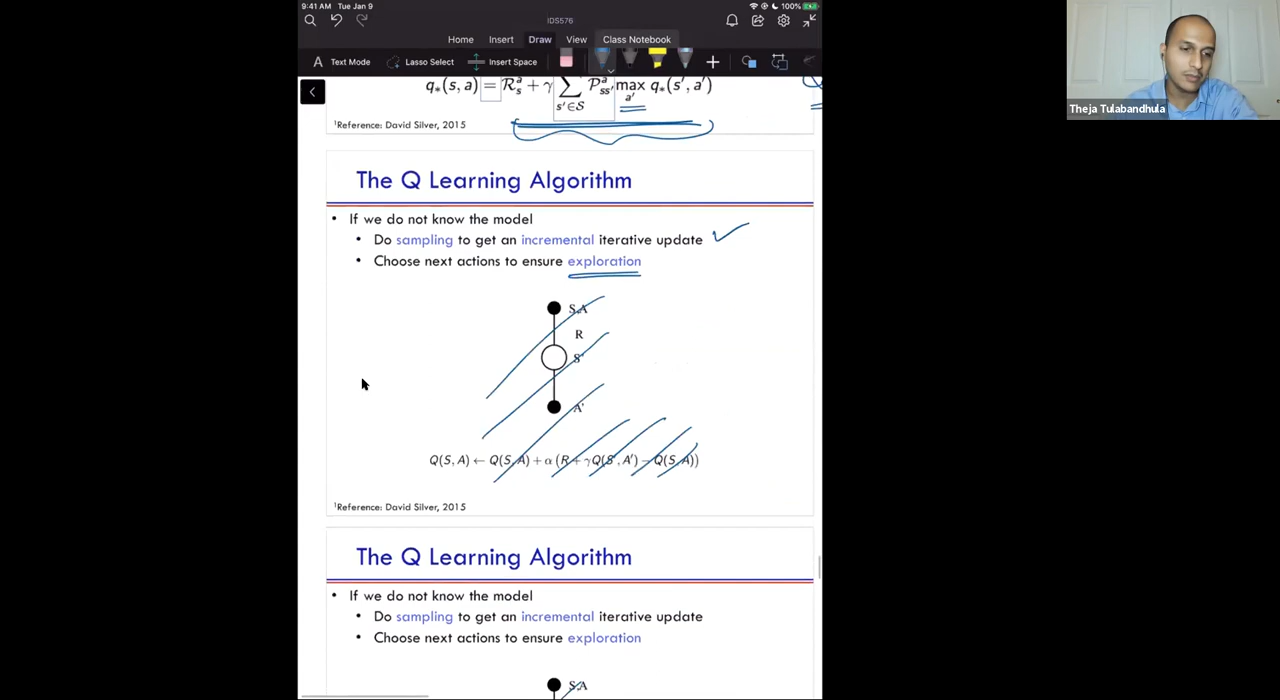 9:41 AM Tue Jan 9
100%
IDS576
Home Insert Draw View Class Notebook
Text Mode Lasso Select Insert Space
q*(s, a) = R_s^a + γ ∑_{s′∈S} P_{ss′}^a max_{a′} q*(s′, a′)
¹Reference: David Silver, 2015
The Q Learning Algorithm
• If we do not know the model
• Do sampling to get an incremental iterative update
• Choose next actions to ensure exploration
S,A
R
S'
A'
Q(S, A) ← Q(S, A) + α (R + γQ(S′, A′) − Q(S, A))
¹Reference: David Silver, 2015
The Q Learning Algorithm
• If we do not know the model
• Do sampling to get an incremental iterative update
• Choose next actions to ensure exploration
S,A
Theja Tulabandhula